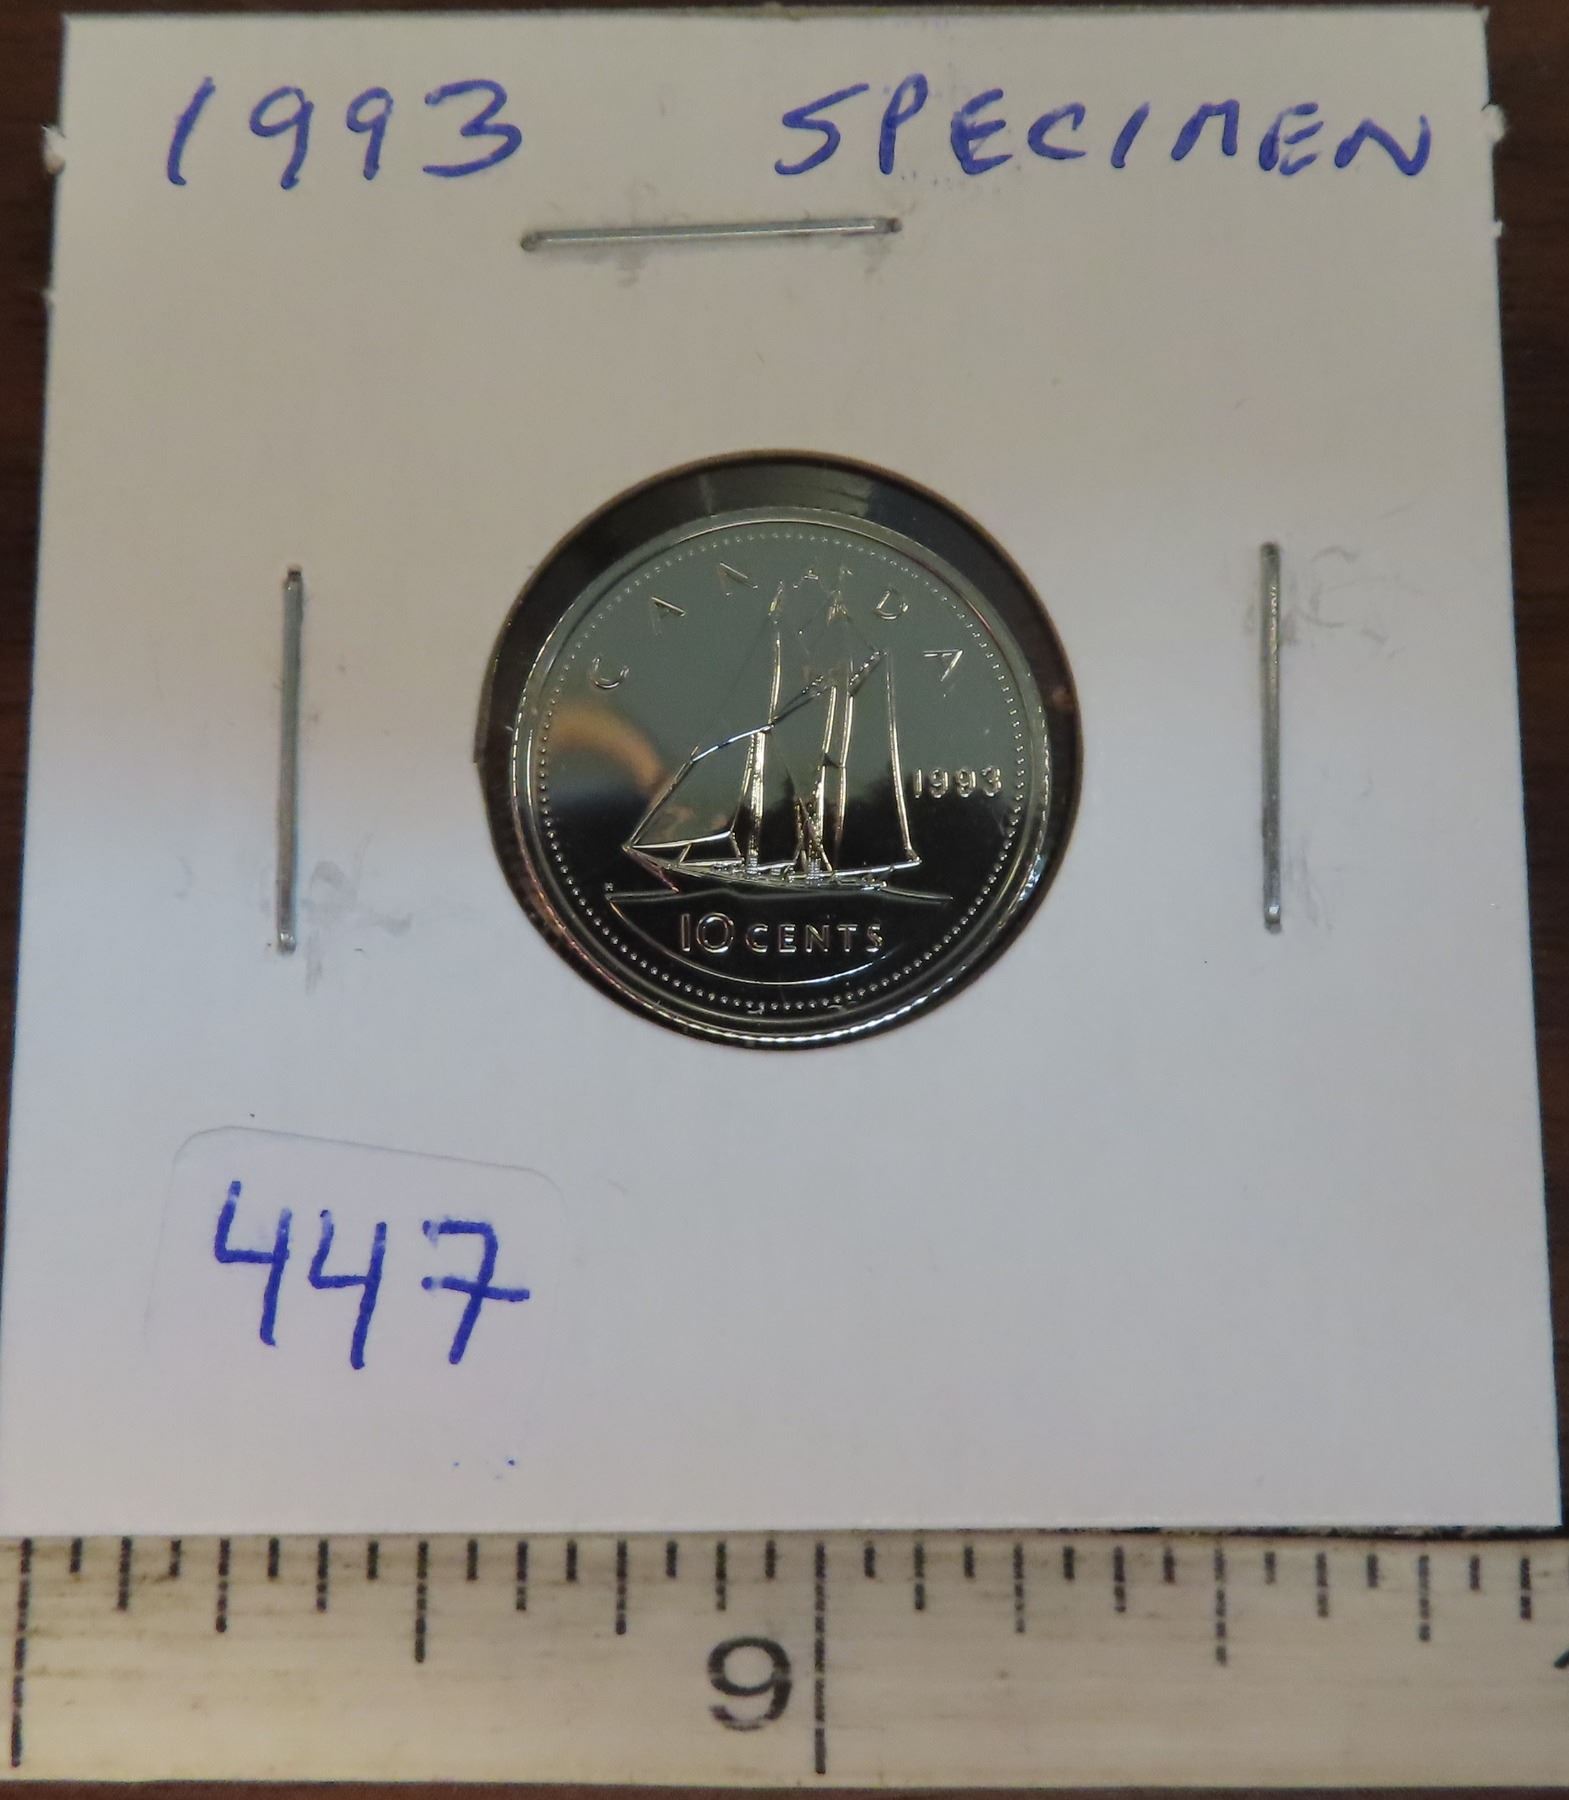 1993 SPECIMEN
CANADA
1993
10 CENTS
447
9